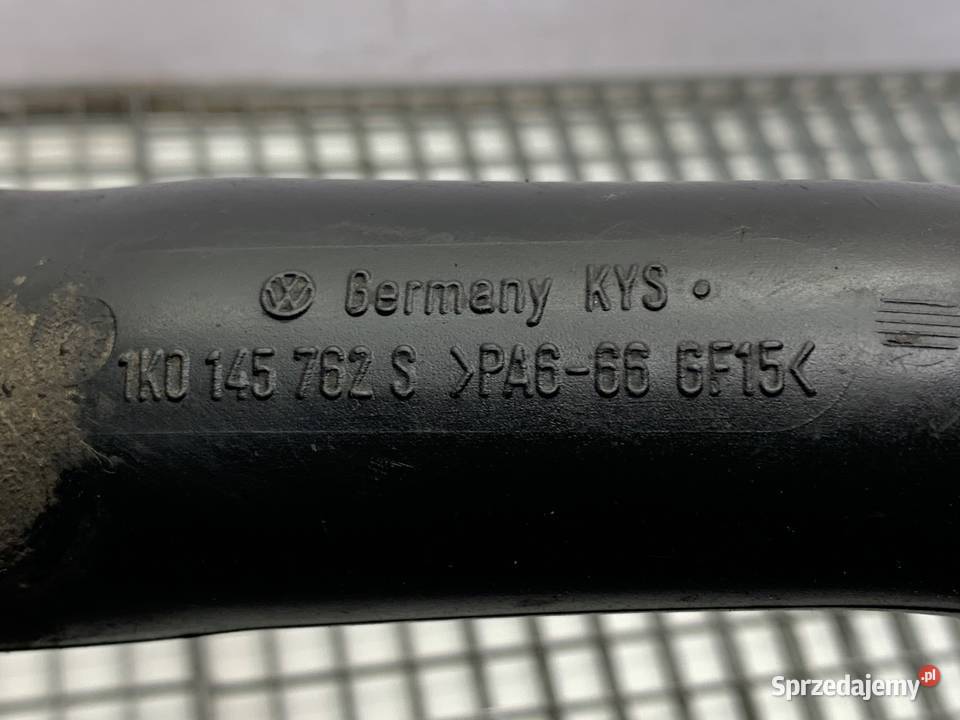 Germany KYS
1K0 145 762 S >PA6-66 GF15<
Sprzedajemy.pl